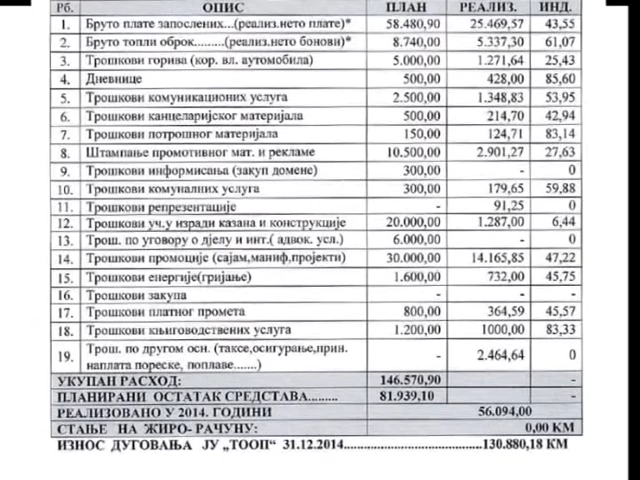 Рб. ОПИС ПЛАН РЕАЛИЗ. ИНД.
1. Бруто плате запослених...(реализ.нето плате)* 58.480,90 25.469,57 43,55
2. Бруто топли оброк.........(реализ.нето бонови)* 8.740,00 5.337,30 61,07
3. Трошкови горива (кор. вл. аутомобила) 5.000,00 1.271,64 25,43
4. Дневнице 500,00 428,00 85,60
5. Трошкови комуникационих услуга 2.500,00 1.348,83 53,95
6. Трошкови канцеларијског материјала 500,00 214,70 42,94
7. Трошкови потрошног материјала 150,00 124,71 83,14
8. Штампање промотивног мат. и рекламе 10.500,00 2.901,27 27,63
9. Трошкови информисања (закуп домене) 300,00 - 0
10. Трошкови комуналних услуга 300,00 179,65 59,88
11. Трошкови репрезентације - 91,25 0
12. Трошкови уч.у изради казана и конструкције 20.000,00 1.287,00 6,44
13. Трош. по уговору о дјелу и инт.( адвок. усл.) 6.000,00 - 0
14. Трошкови промоције (сајам,маниф,пројекти) 30.000,00 14.165,85 47,22
15. Трошкови енергије(гријање) 1.600,00 732,00 45,75
16. Трошкови закупа - - -
17. Трошкови платног промета 800,00 364,59 45,57
18. Трошкови књиговодствених услуга 1.200,00 1000,00 83,33
19. Трош. по другом осн. (таксе,осигурање,прин. наплата пореске, поплаве.......) - 2.464,64 0
УКУПАН РАСХОД: 146.570,90 -
ПЛАНИРАНИ ОСТАТАК СРЕДСТАВА......... 81.939,10 -
РЕАЛИЗОВАНО У 2014. ГОДИНИ 56.094,00
СТАЊЕ НА ЖИРО- РАЧУНУ: 0,00 КМ
ИЗНОС ДУГОВАЊА ЈУ „ТООП“ 31.12.2014...................................130.880,18 КМ